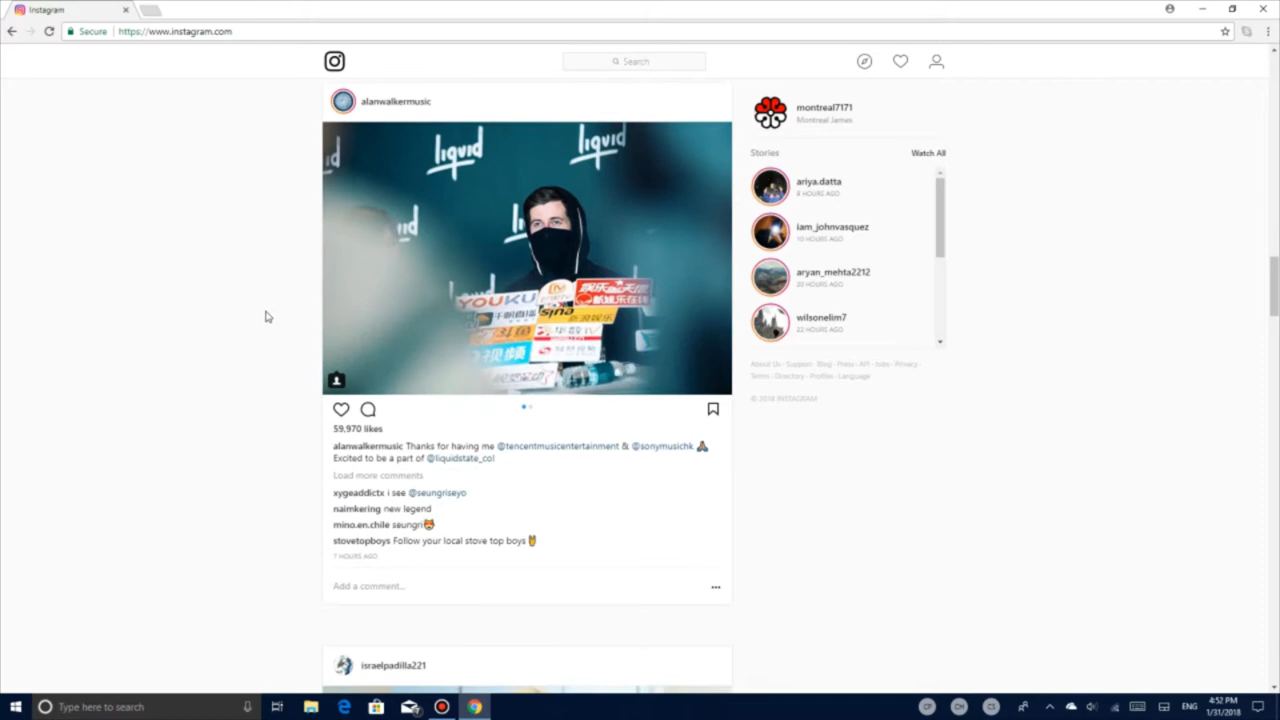 Instagram
Secure https://www.instagram.com
Search
alanwalkermusic
liquid
liquid
YOUKU
sina
montreal7171
Montreal James
Stories Watch All
ariya.datta
iam_johnvasquez
10 HOURS AGO
aryan_mehta2212
20 HOURS AGO
wilsonelim7
22 HOURS AGO
About Us · Support · Blog · Press · API · Jobs · Privacy ·
Terms · Directory · Profiles · Language
© 2018 INSTAGRAM
59,970 likes
alanwalkermusic Thanks for having me @tencentmusicentertainment & @sonymusichk 🙏🏽
Excited to be a part of @liquidstate_col
Load more comments
xygeaddictx i see @seungriseyo
naimkering new legend
mino.en.chile seungri🐯
stovetopboys Follow your local stove top boys 🤘
7 HOURS AGO
Add a comment...
israelpadilla221
Type here to search
ENG
4:52 PM
1/31/2018